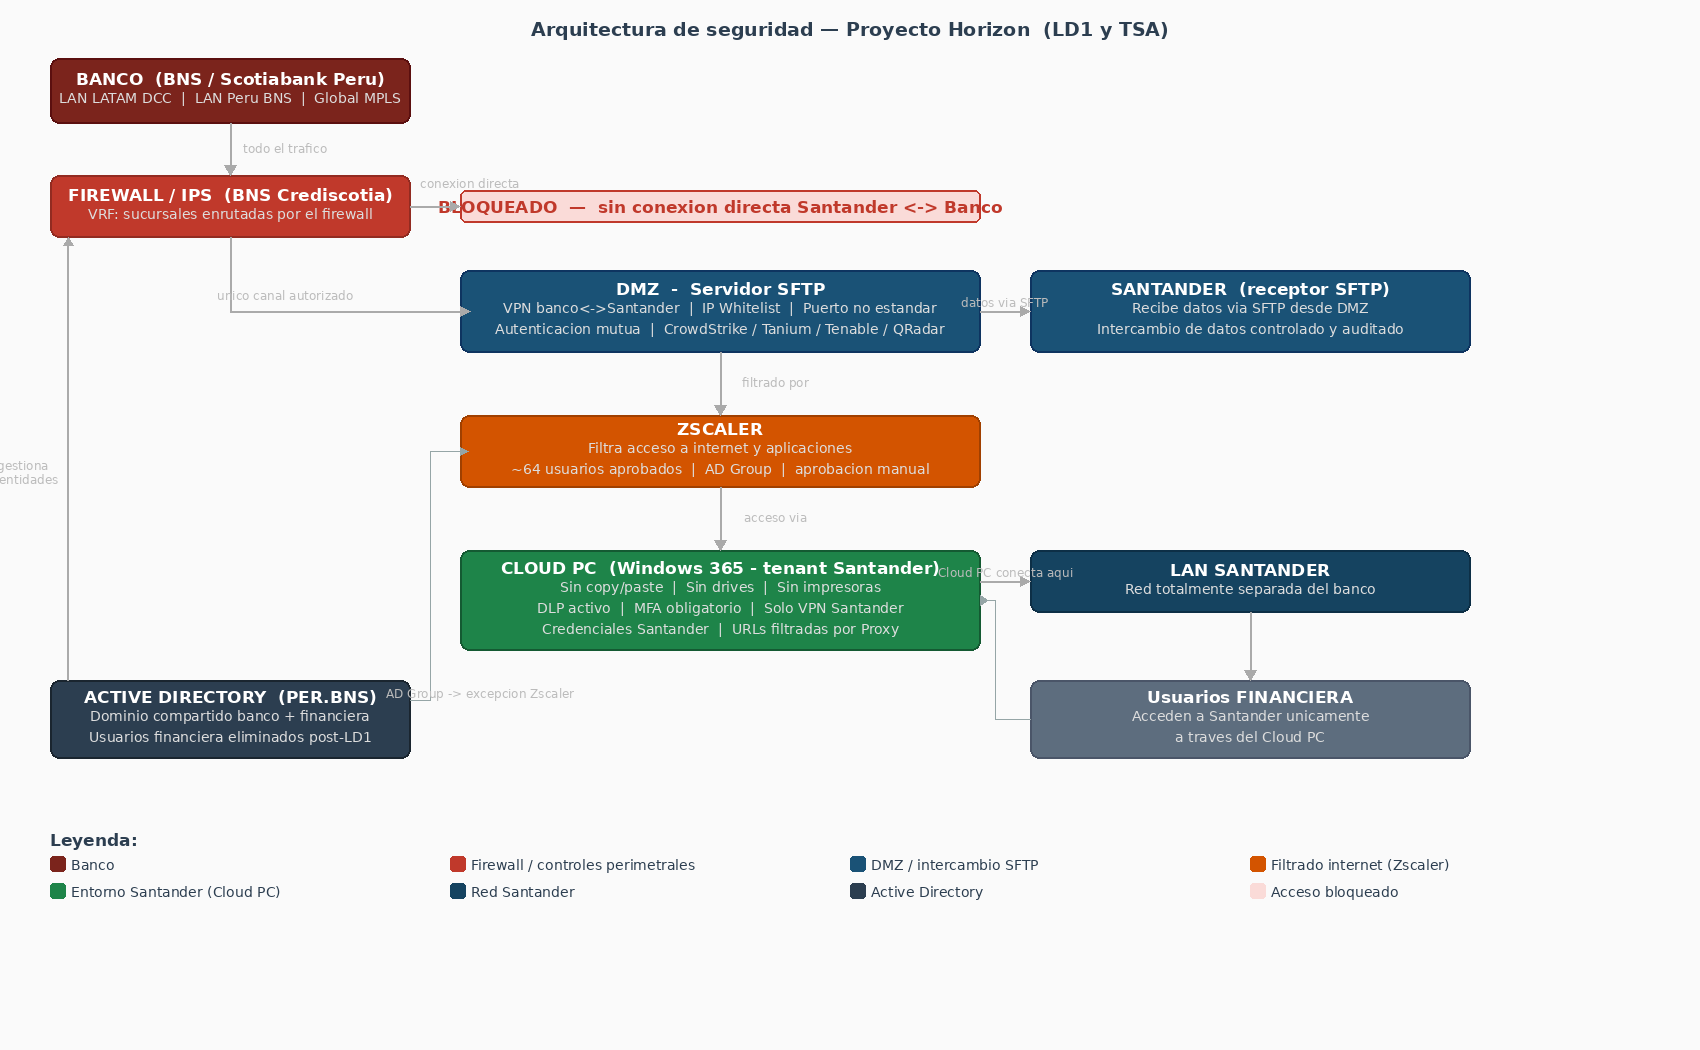 Arquitectura de seguridad — Proyecto Horizon  (LD1 y TSA)
BANCO  (BNS / Scotiabank Peru)
LAN LATAM DCC  |  LAN Peru BNS  |  Global MPLS
todo el trafico
FIREWALL / IPS  (BNS Crediscotia)
VRF: sucursales enrutadas por el firewall
conexion directa
BLOQUEADO  —  sin conexion directa Santander <-> Banco
unico canal autorizado
DMZ  -  Servidor SFTP
VPN banco<->Santander  |  IP Whitelist  |  Puerto no estandar
Autenticacion mutua  |  CrowdStrike / Tanium / Tenable / QRadar
datos via SFTP
SANTANDER  (receptor SFTP)
Recibe datos via SFTP desde DMZ
Intercambio de datos controlado y auditado
filtrado por
ZSCALER
Filtra acceso a internet y aplicaciones
~64 usuarios aprobados  |  AD Group  |  aprobacion manual
gestiona
entidades
acceso via
CLOUD PC  (Windows 365 - tenant Santander)
Sin copy/paste  |  Sin drives  |  Sin impresoras
DLP activo  |  MFA obligatorio  |  Solo VPN Santander
Credenciales Santander  |  URLs filtradas por Proxy
Cloud PC conecta aqui
LAN SANTANDER
Red totalmente separada del banco
ACTIVE DIRECTORY  (PER.BNS)
Dominio compartido banco + financiera
Usuarios financiera eliminados post-LD1
AD Group -> excepcion Zscaler
Usuarios FINANCIERA
Acceden a Santander unicamente
a traves del Cloud PC
Leyenda:
Banco
Firewall / controles perimetrales
DMZ / intercambio SFTP
Filtrado internet (Zscaler)
Entorno Santander (Cloud PC)
Red Santander
Active Directory
Acceso bloqueado